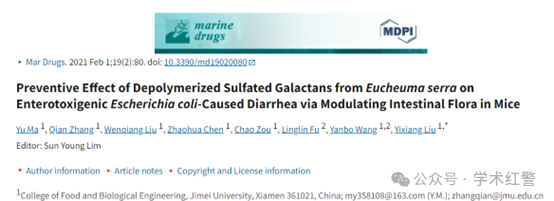 marine drugs
MDPI
Mar Drugs. 2021 Feb 1;19(2):80. doi: 10.3390/md19020080
Preventive Effect of Depolymerized Sulfated Galactans from Eucheuma serra on
Enterotoxigenic Escherichia coli-Caused Diarrhea via Modulating Intestinal Flora in Mice
Yu Ma 1, Qian Zhang 1, Wenqiang Liu 1, Zhaohua Chen 1, Chao Zou 1, Linglin Fu 2, Yanbo Wang 1,2, Yixiang Liu 1,*
Editor: Sun Young Lim
Author information Article notes Copyright and License information
公众号 · 学术红警
1College of Food and Biological Engineering, Jimei University, Xiamen 361021, China; my358108@163.com (Y.M.); zhangqian@jmu.edu.cn